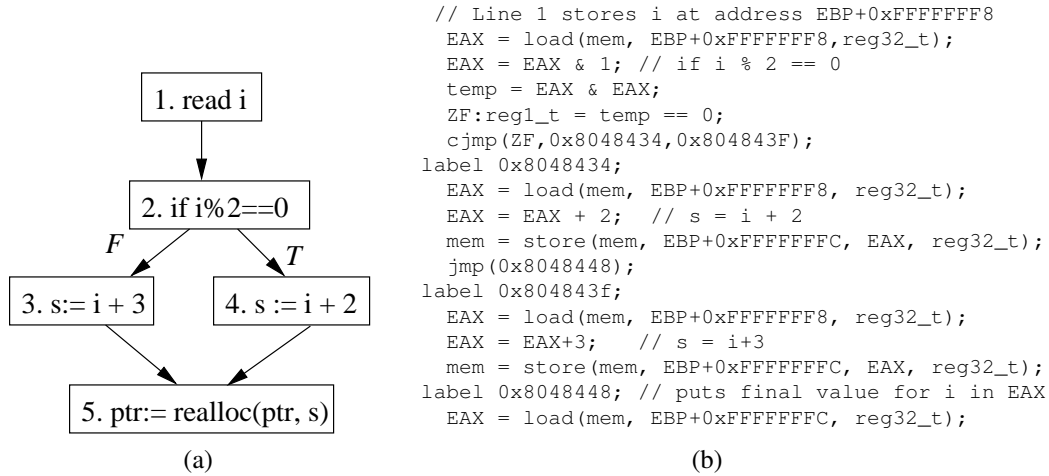 1. read i
2. if i%2==0
F
T
3. s:= i + 3
4. s := i + 2
5. ptr:= realloc(ptr, s)
(a)
// Line 1 stores i at address EBP+0xFFFFFFF8
EAX = load(mem, EBP+0xFFFFFFF8,reg32_t);
EAX = EAX & 1; // if i % 2 == 0
temp = EAX & EAX;
ZF:reg1_t = temp == 0;
cjmp(ZF,0x8048434,0x804843F);
label 0x8048434;
EAX = load(mem, EBP+0xFFFFFFF8, reg32_t);
EAX = EAX + 2; // s = i + 2
mem = store(mem, EBP+0xFFFFFFFC, EAX, reg32_t);
jmp(0x8048448);
label 0x804843f;
EAX = load(mem, EBP+0xFFFFFFF8, reg32_t);
EAX = EAX+3; // s = i+3
mem = store(mem, EBP+0xFFFFFFFC, EAX, reg32_t);
label 0x8048448; // puts final value for i in EAX
EAX = load(mem, EBP+0xFFFFFFFC, reg32_t);
(b)